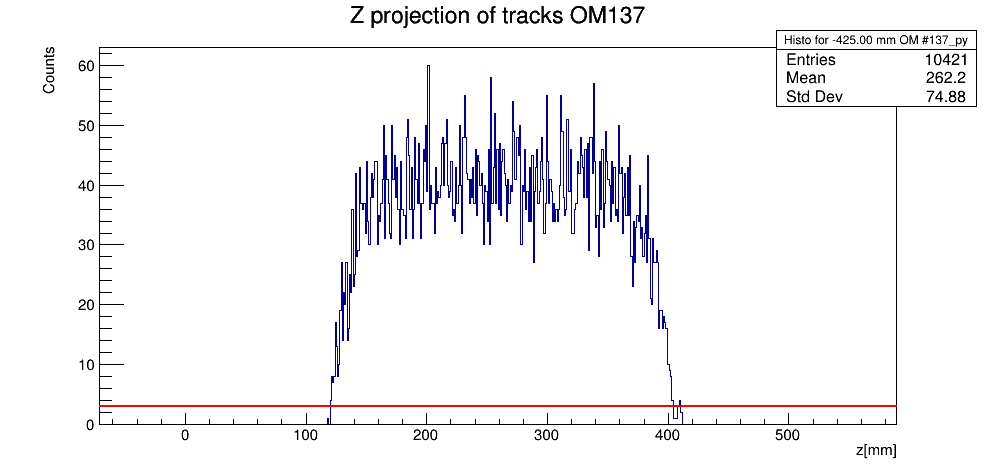 Z projection of tracks OM137
Histo for -425.00 mm OM #137_py
Entries 10421
Mean 262.2
Std Dev 74.88
Counts
60
50
40
30
20
10
0
0 100 200 300 400 500
z[mm]